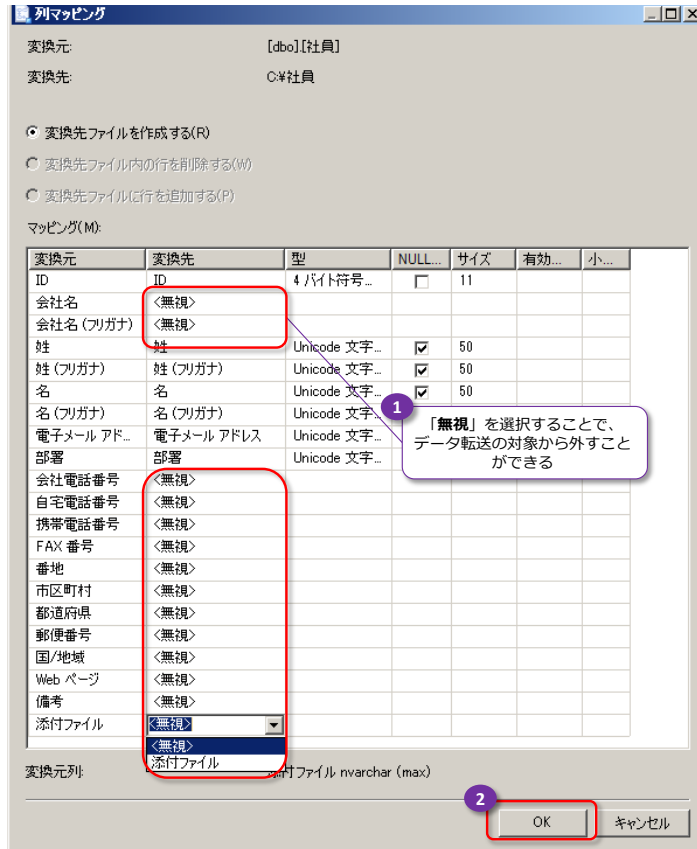 列マッピング
変換元: [dbo].[社員]
変換先: C:¥社員
変換先ファイルを作成する(R)
変換先ファイル内の行を削除する(W)
変換先ファイルに行を追加する(P)
マッピング(M):
変換元 変換先 型 NULL... サイズ 有効... 小...
ID ID 4 バイト符号... 11
会社名 <無視>
会社名 (フリガナ) <無視>
姓 姓 Unicode 文字... 50
姓 (フリガナ) 姓 (フリガナ) Unicode 文字... 50
名 名 Unicode 文字... 50
名 (フリガナ) 名 (フリガナ) Unicode 文字...
電子メール アド... 電子メール アドレス Unicode 文字...
部署 部署 Unicode 文字...
1
「無視」を選択することで、
データ転送の対象から外すこと
ができる
会社電話番号 <無視>
自宅電話番号 <無視>
携帯電話番号 <無視>
FAX 番号 <無視>
番地 <無視>
市区町村 <無視>
都道府県 <無視>
郵便番号 <無視>
国/地域 <無視>
Web ページ <無視>
備考 <無視>
添付ファイル <無視>
<無視>
添付ファイル
変換元列: 添付ファイル nvarchar (max)
2
OK キャンセル